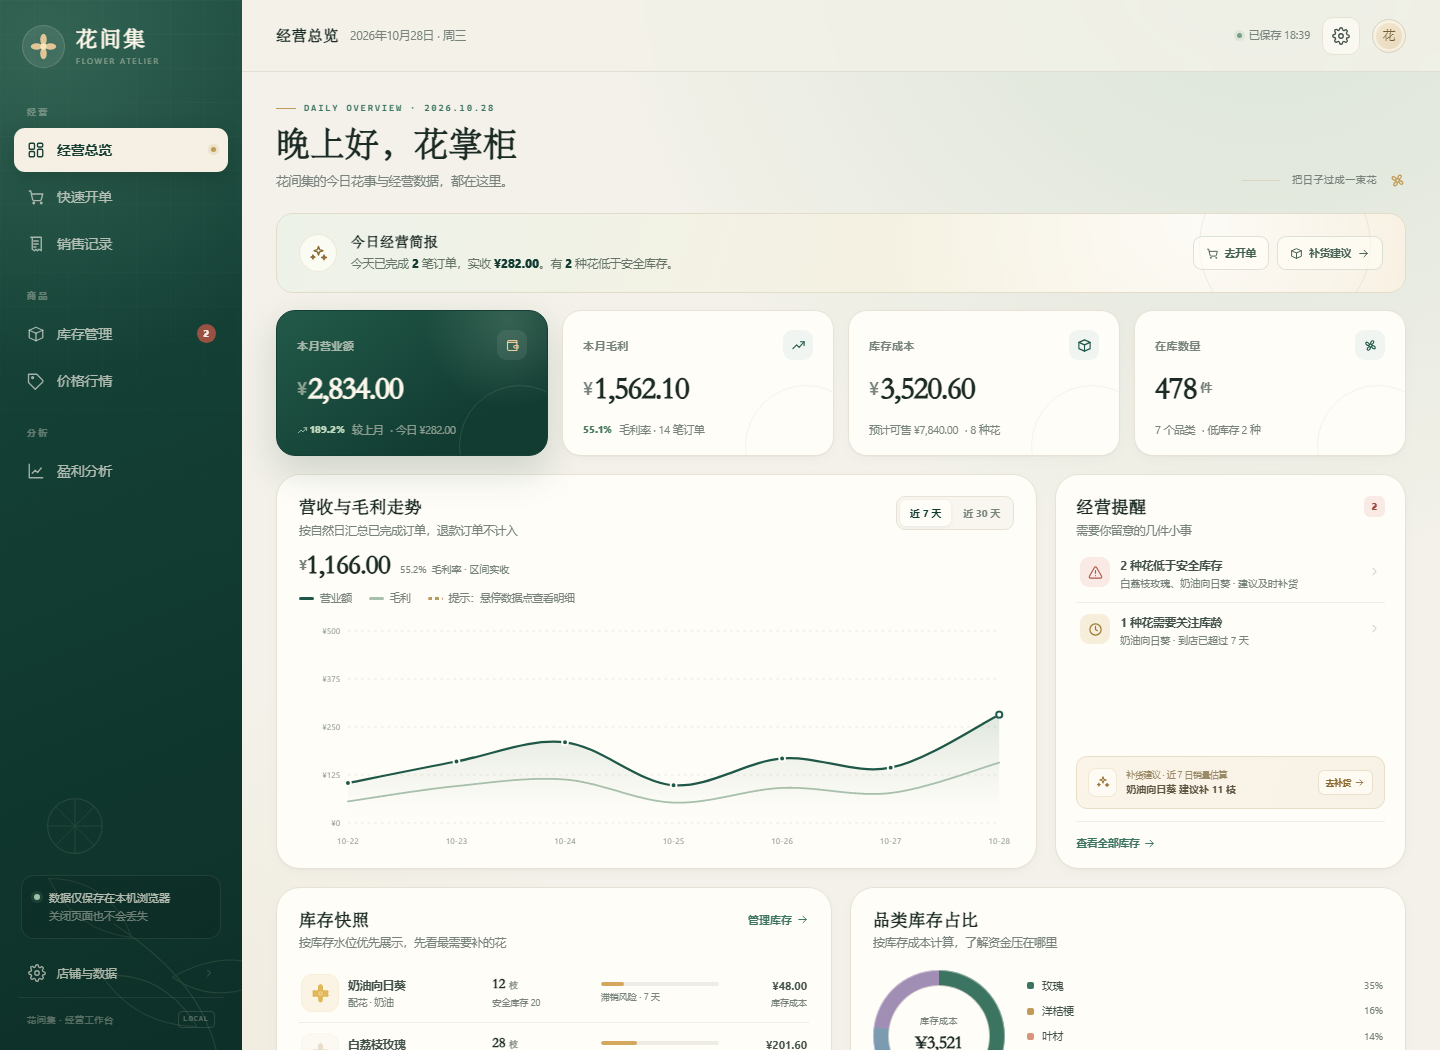 花间集
FLOWER ATELIER
经营
经营总览
快速开单
销售记录
商品
库存管理
2
价格行情
分析
盈利分析
数据仅保存在本机浏览器
关闭页面也不会丢失
店铺与数据
花间集 · 经营工作台
LOCAL
经营总览
2026年10月28日 · 周三
已保存 18:39
花
DAILY OVERVIEW · 2026.10.28
晚上好，花掌柜
花间集的今日花事与经营数据，都在这里。
把日子过成一束花
今日经营简报
今天已完成 2 笔订单，实收 ¥282.00。有 2 种花低于安全库存。
去开单
补货建议
本月营业额
¥2,834.00
189.2% 较上月 · 今日 ¥282.00
本月毛利
¥1,562.10
55.1% 毛利率 · 14 笔订单
库存成本
¥3,520.60
预计可售 ¥7,840.00 · 8 种花
在库数量
478 件
7 个品类 · 低库存 2 种
营收与毛利走势
按自然日汇总已完成订单，退款订单不计入
近 7 天
近 30 天
¥1,166.00 55.2% 毛利率 · 区间实收
营业额
毛利
提示：悬停数据点查看明细
¥500
¥375
¥250
¥125
¥0
10-22
10-23
10-24
10-25
10-26
10-27
10-28
经营提醒
2
需要你留意的几件小事
2 种花低于安全库存
白荔枝玫瑰、奶油向日葵 · 建议及时补货
1 种花需要关注库龄
奶油向日葵 · 到店已超过 7 天
补货建议 · 近 7 日销量估算
奶油向日葵 建议补 11 枝
去补货
查看全部库存
库存快照
管理库存
按库存水位优先展示，先看最需要补的花
奶油向日葵
配花 · 奶油
12 枝
安全库存 20
滞销风险 · 7 天
¥48.00
库存成本
白荔枝玫瑰
28 枝
¥201.60
品类库存占比
按库存成本计算，了解资金压在哪里
库存成本
¥3,521
玫瑰
35%
洋桔梗
16%
叶材
14%